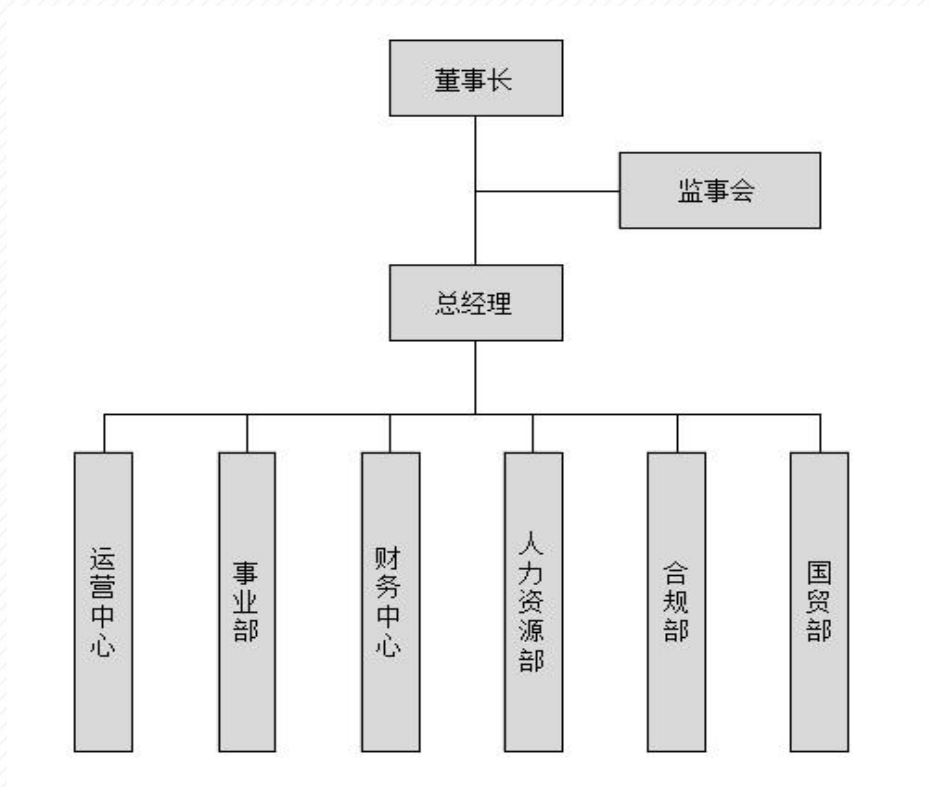 董事长
监事会
总经理
运营中心
事业部
财务中心
人力资源部
合规部
国贸部